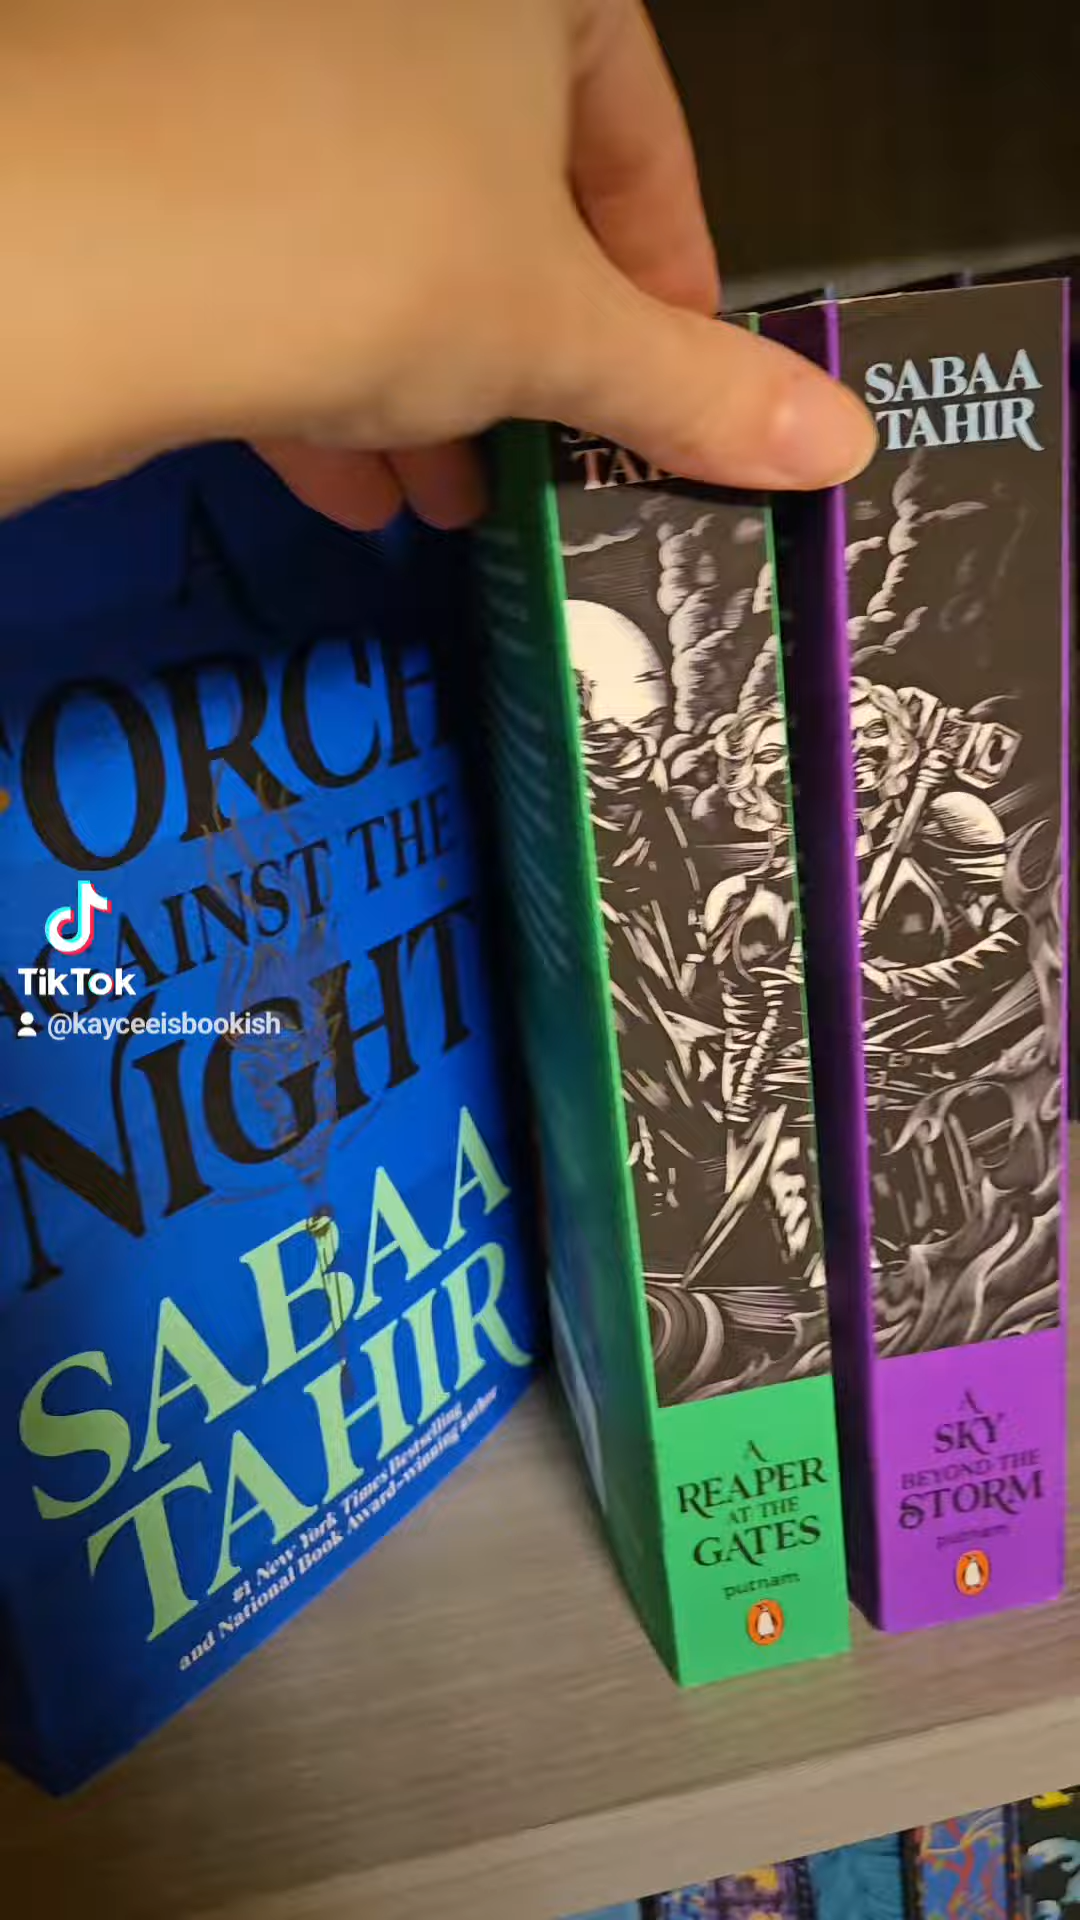 A
TORCH
AGAINST THE
NIGHT
SABAA
TAHIR
#1 New York Times Bestselling
and National Book Award-winning author
TikTok
@kayceeisbookish
A
REAPER
AT THE
GATES
putnam
SABAA
TAHIR
A
SKY
BEYOND THE
STORM
putnam